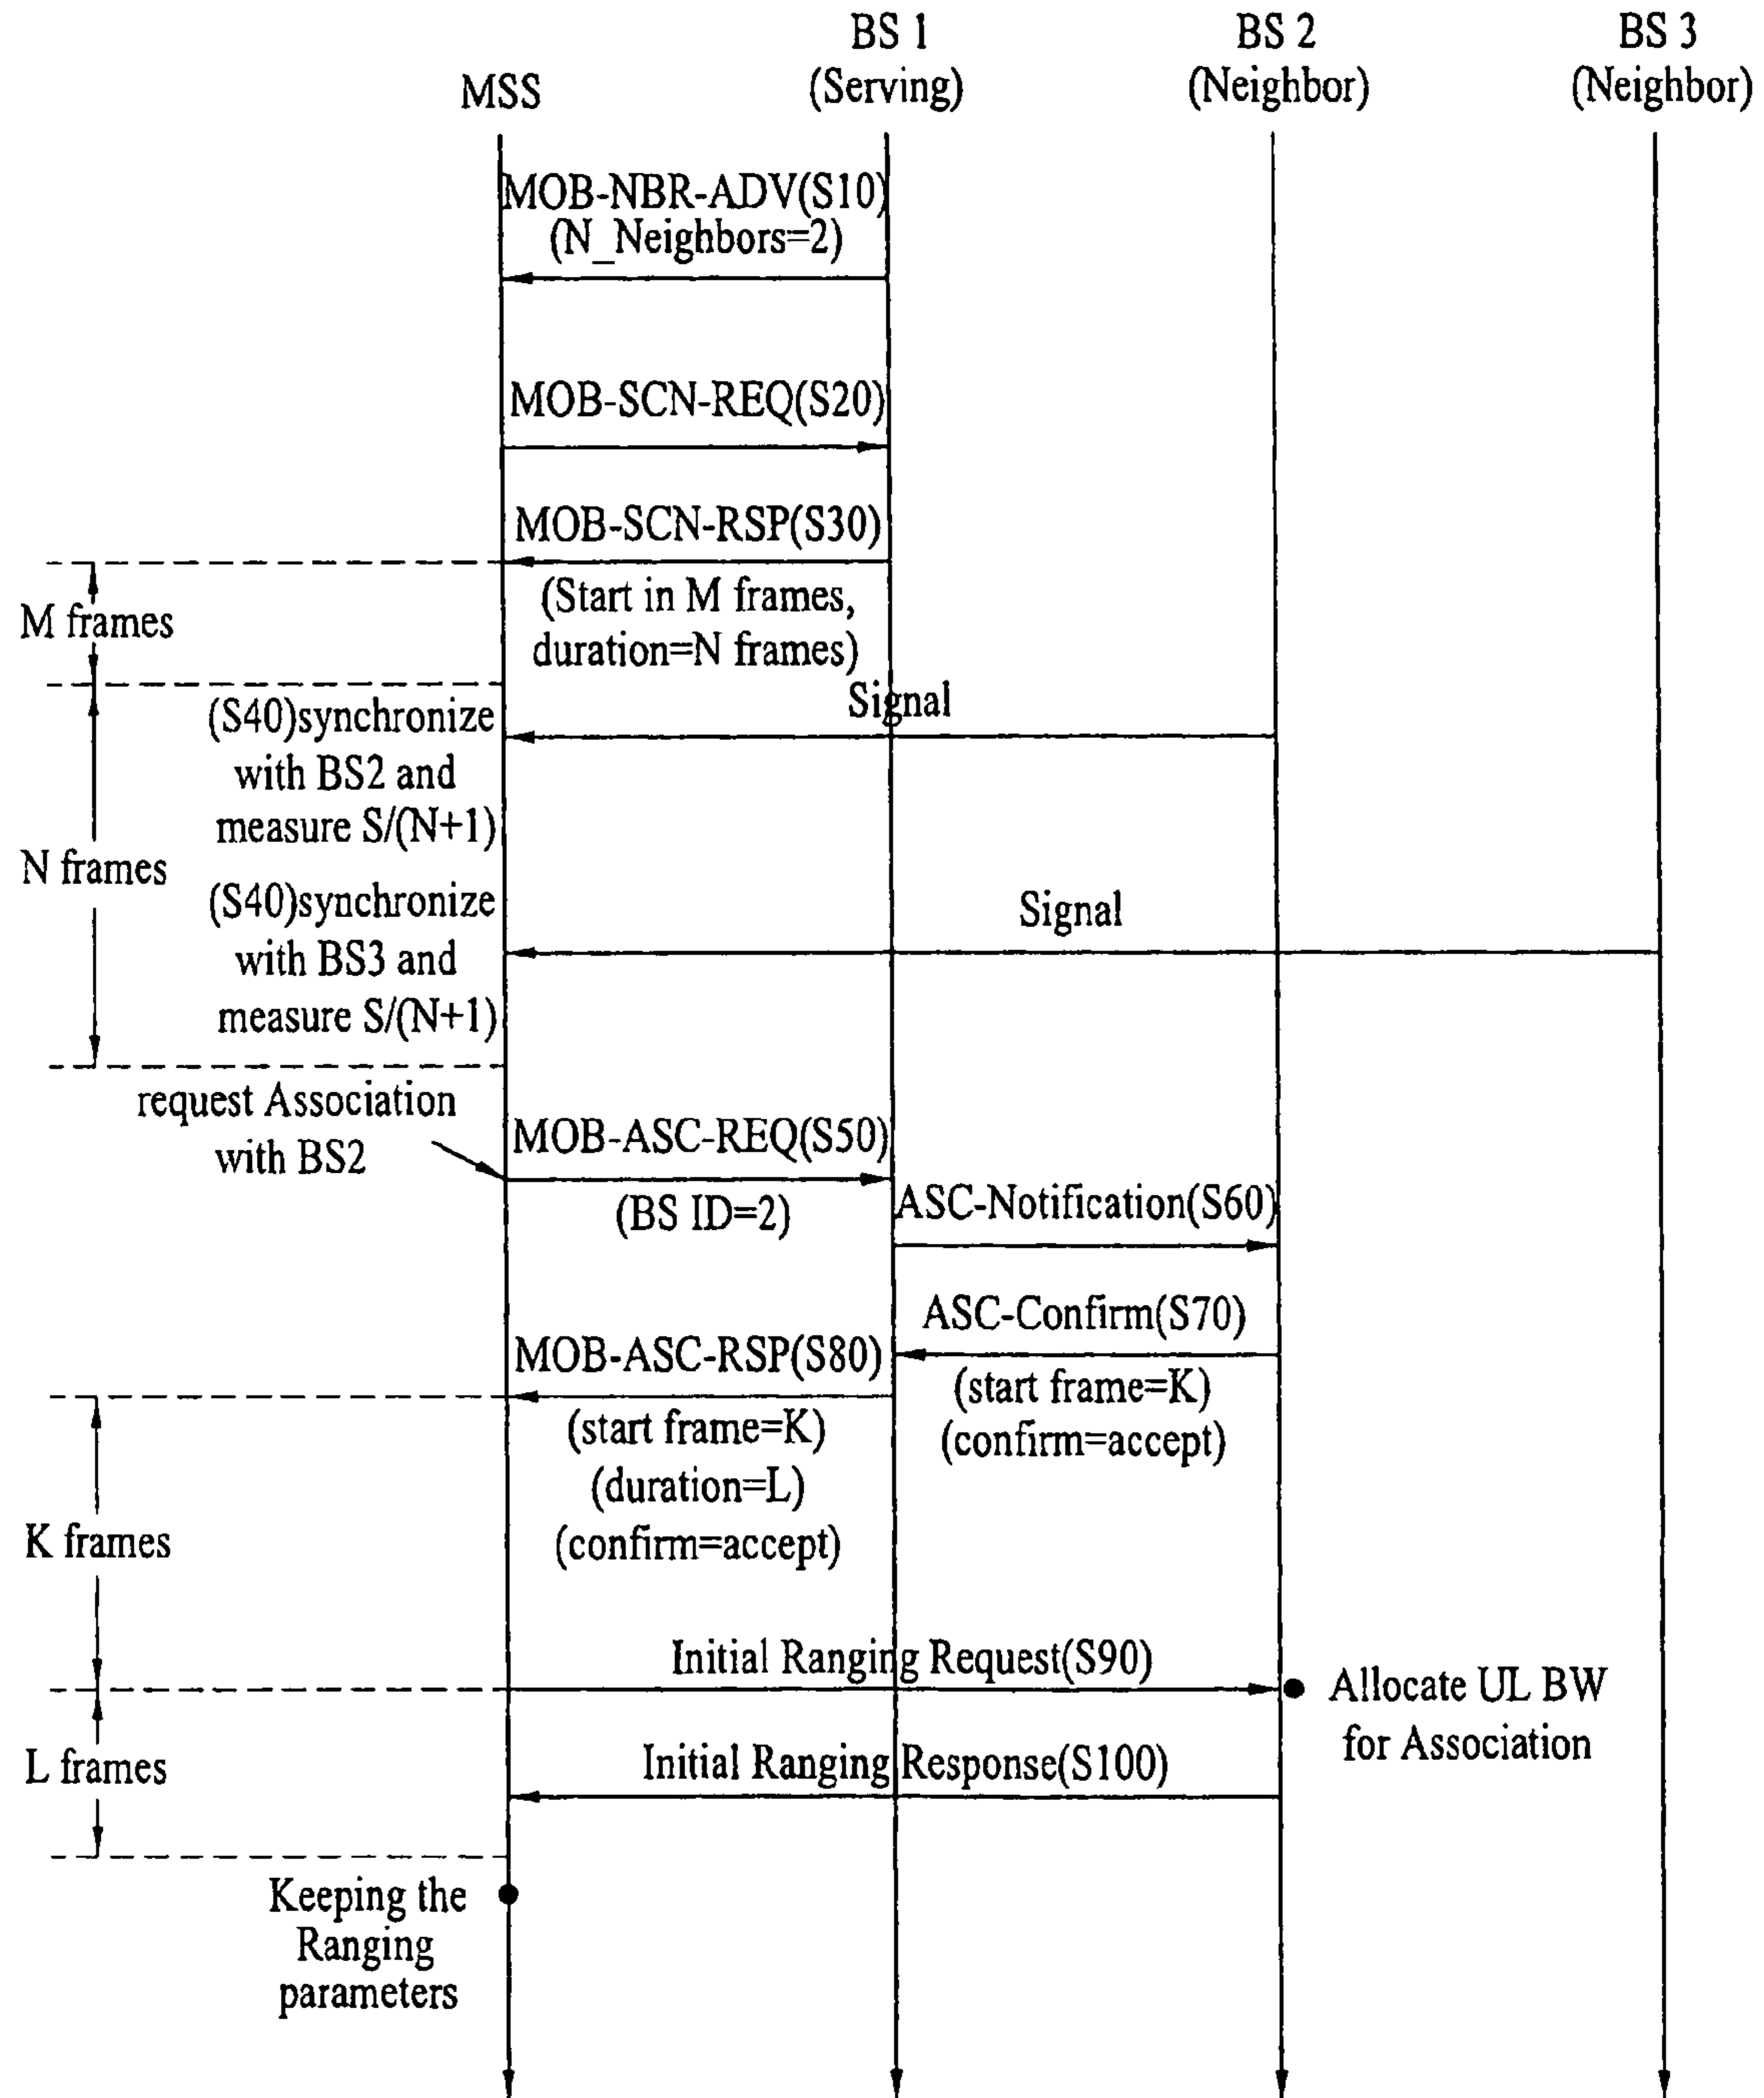 BS 1
BS 2
BS 3
MSS
(Serving)
(Neighbor)
(Neighbor)
MOB-NBR-ADV(S10)
(N_Neighbors=2)
MOB-SCN-REQ(S20)
MOB-SCN-RSP(S30)
M frames
(Start in M frames,
duration=N frames)
Signal
(S40)synchronize
with BS2 and
measure S/(N+1)
N frames
(S40)synchronize
with BS3 and
measure S/(N+1)
Signal
request Association
with BS2
MOB-ASC-REQ(S50)
(BS ID=2)
ASC-Notification(S60)
ASC-Confirm(S70)
(start frame=K)
(confirm=accept)
MOB-ASC-RSP(S80)
(start frame=K)
(duration=L)
(confirm=accept)
K frames
Initial Ranging Request(S90)
Allocate UL BW
for Association
L frames
Initial Ranging Response(S100)
Keeping the
Ranging
parameters